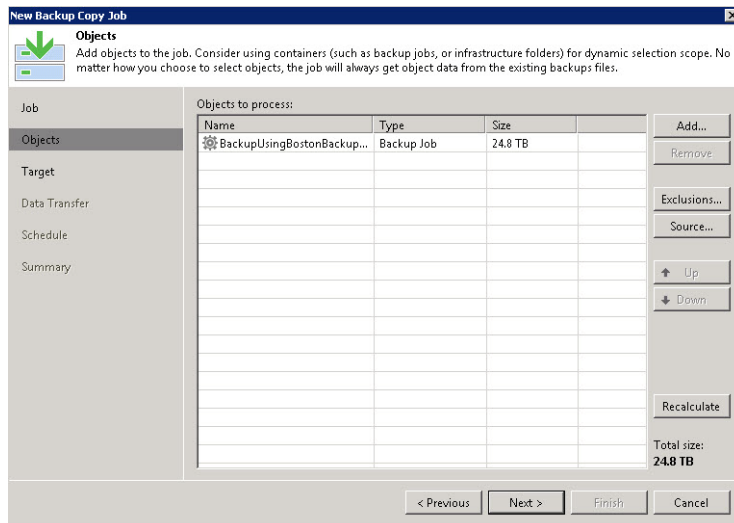 New Backup Copy Job
Objects
Add objects to the job. Consider using containers (such as backup jobs, or infrastructure folders) for dynamic selection scope. No
matter how you choose to select objects, the job will always get object data from the existing backups files.
Job
Objects
Target
Data Transfer
Schedule
Summary
Objects to process:
Name Type Size
BackupUsingBostonBackup... Backup Job 24.8 TB
Add...
Remove
Exclusions...
Source...
Up
Down
Recalculate
Total size:
24.8 TB
< Previous Next > Finish Cancel